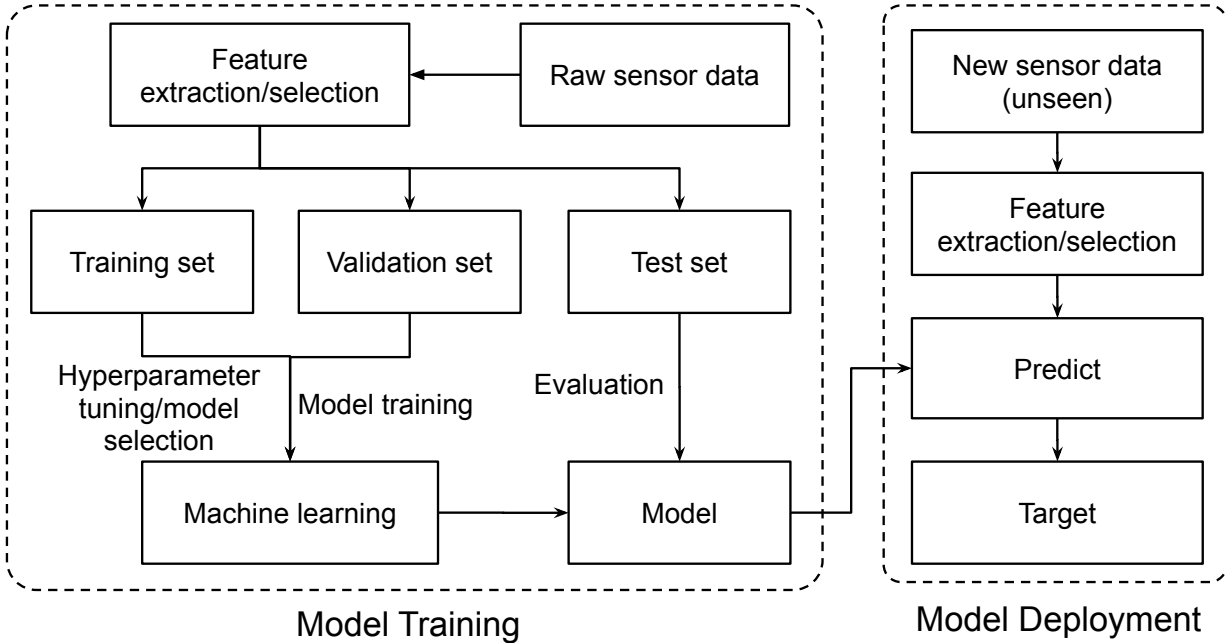 Feature
extraction/selection
Raw sensor data
Training set
Validation set
Test set
Hyperparameter
tuning/model
selection
Model training
Evaluation
Machine learning
Model
Model Training
New sensor data
(unseen)
Feature
extraction/selection
Predict
Target
Model Deployment